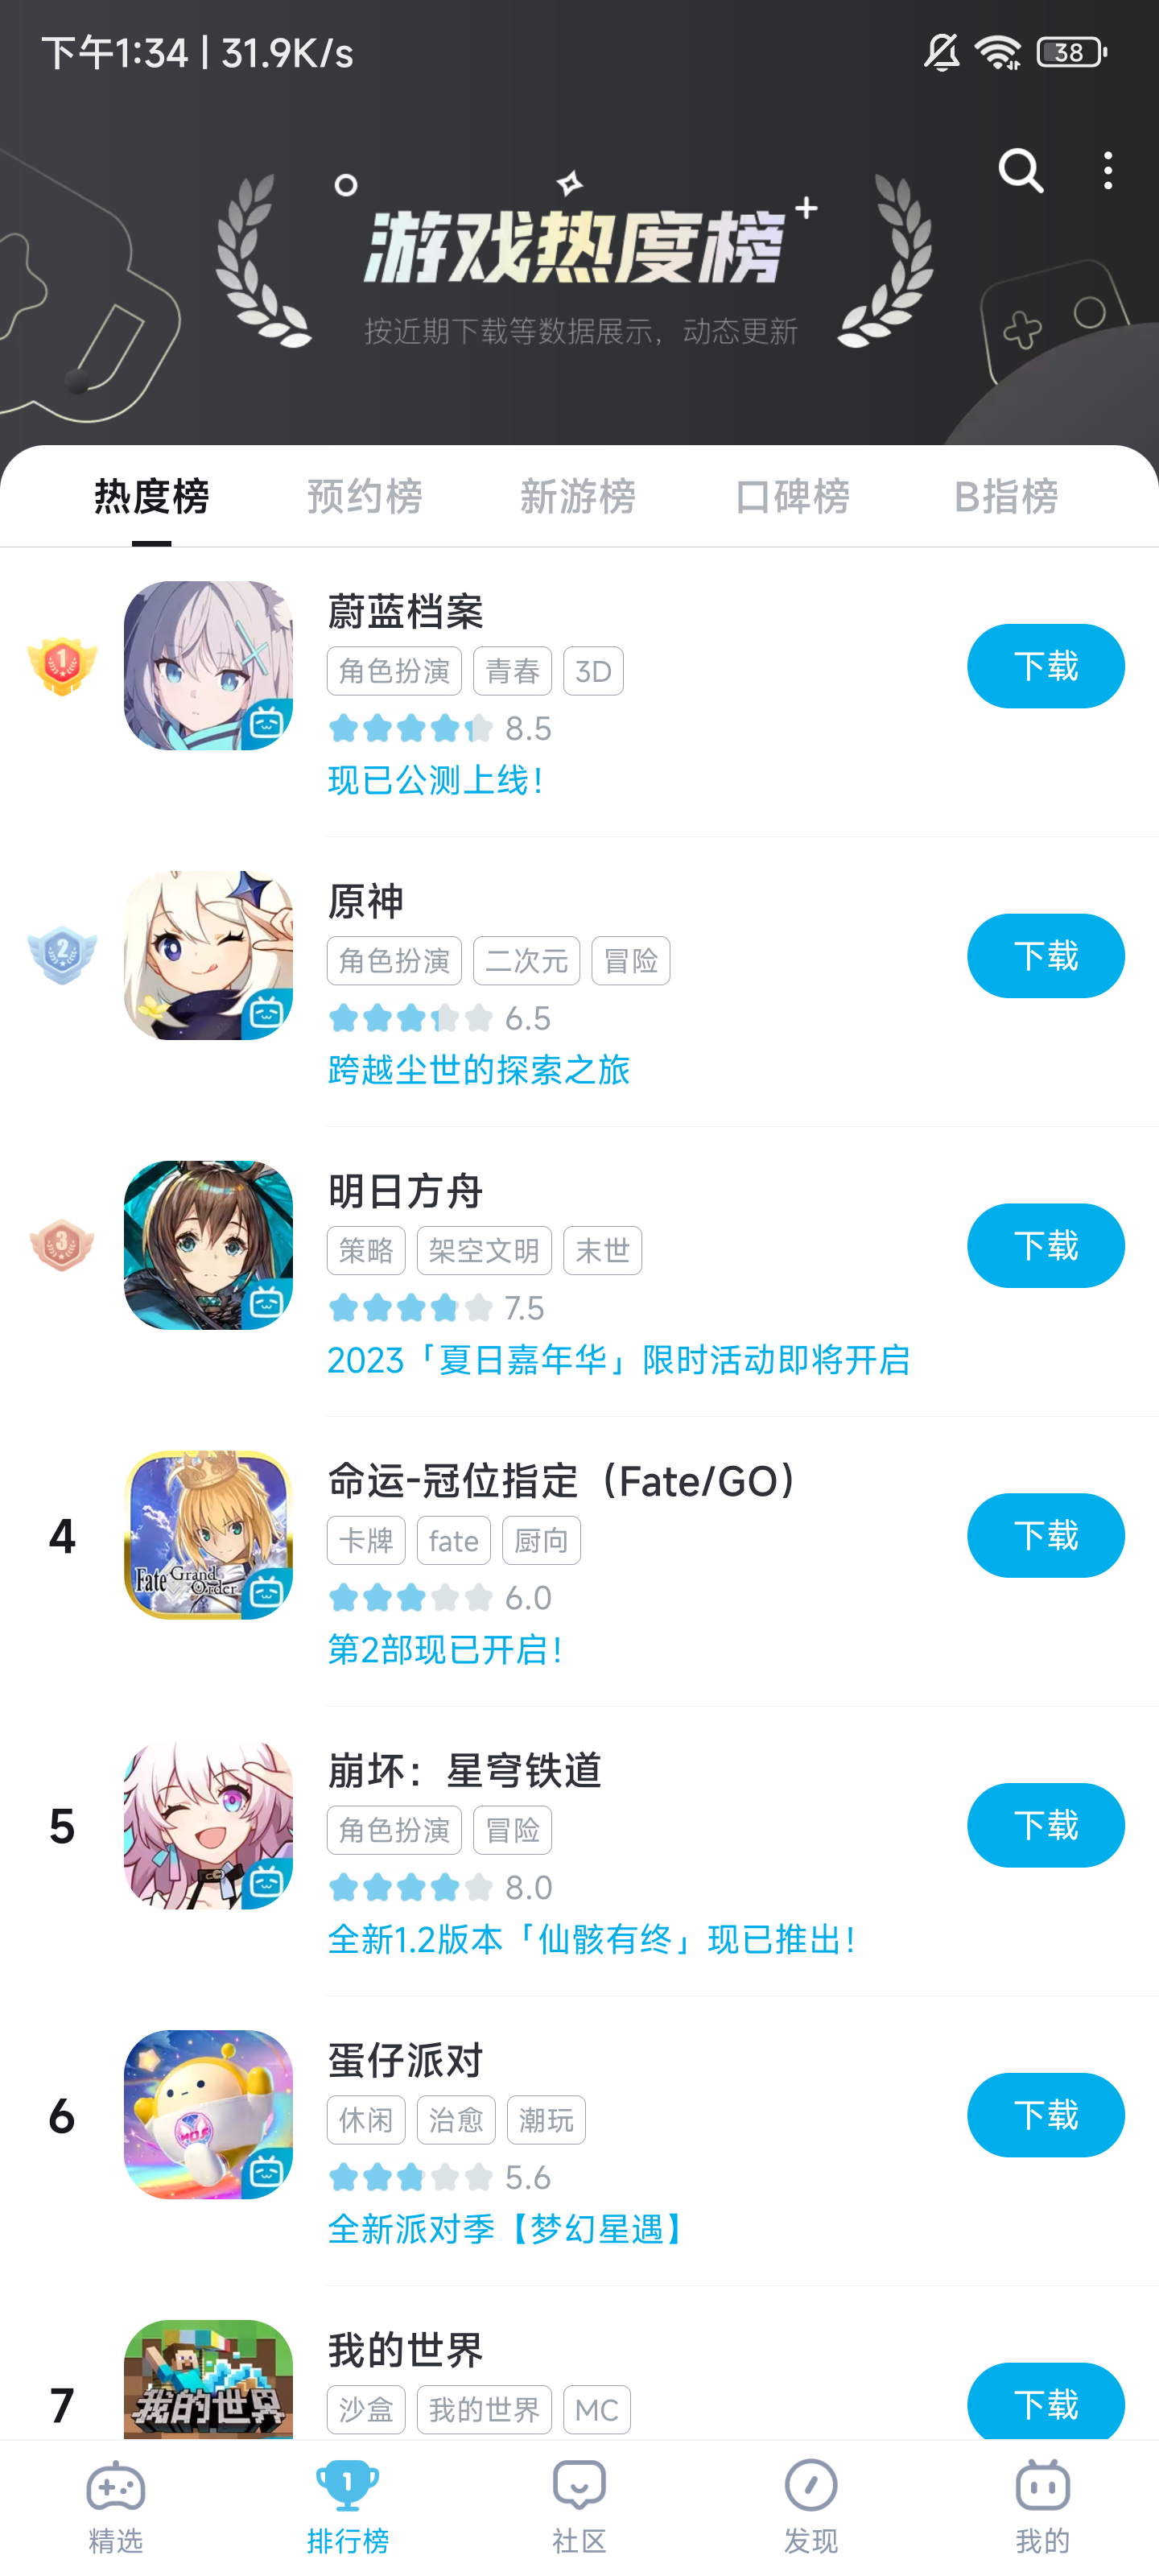 下午1:34 | 31.9K/s
38
游戏热度榜
按近期下载等数据展示，动态更新
热度榜 预约榜 新游榜 口碑榜 B指榜
1
蔚蓝档案
角色扮演 青春 3D
下载
8.5
现已公测上线！
2
原神
角色扮演 二次元 冒险
下载
6.5
跨越尘世的探索之旅
3
明日方舟
策略 架空文明 末世
下载
7.5
2023「夏日嘉年华」限时活动即将开启
4
Fate Grand Order
命运-冠位指定（Fate/GO）
卡牌 fate 厨向
下载
6.0
第2部现已开启！
5
崩坏：星穹铁道
角色扮演 冒险
下载
8.0
全新1.2版本「仙骸有终」现已推出！
6
蛋仔派对
休闲 治愈 潮玩
下载
5.6
全新派对季【梦幻星遇】
7
我的世界
我的世界
沙盒 我的世界 MC
下载
1
精选 排行榜 社区 发现 我的